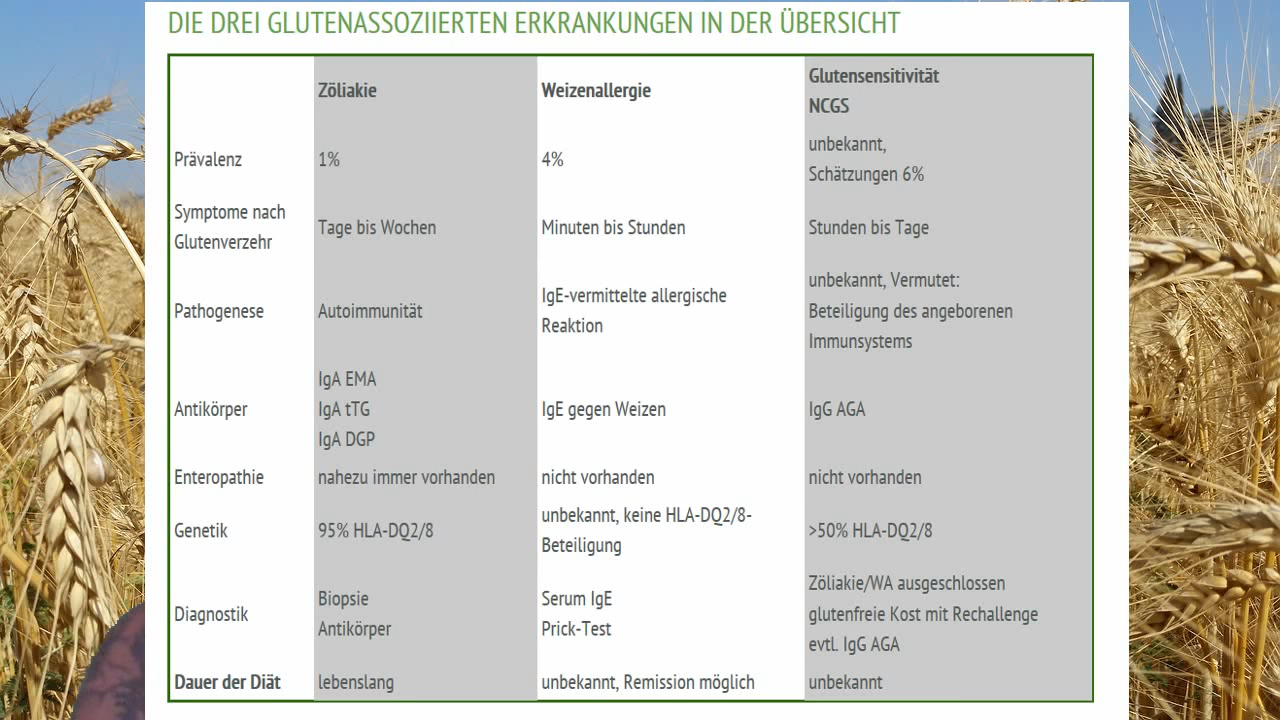 DIE DREI GLUTENASSOZIIERTEN ERKRANKUNGEN IN DER ÜBERSICHT
Zöliakie
Weizenallergie
Glutensensitivität
NCGS
Prävalenz
1%
4%
unbekannt,
Schätzungen 6%
Symptome nach
Glutenverzehr
Tage bis Wochen
Minuten bis Stunden
Stunden bis Tage
Pathogenese
Autoimmunität
IgE-vermittelte allergische
Reaktion
unbekannt, Vermutet:
Beteiligung des angeborenen
Immunsystems
Antikörper
IgA EMA
IgA tTG
IgA DGP
IgE gegen Weizen
IgG AGA
Enteropathie
nahezu immer vorhanden
nicht vorhanden
nicht vorhanden
Genetik
95% HLA-DQ2/8
unbekannt, keine HLA-DQ2/8-
Beteiligung
>50% HLA-DQ2/8
Diagnostik
Biopsie
Antikörper
Serum IgE
Prick-Test
Zöliakie/WA ausgeschlossen
glutenfreie Kost mit Rechallenge
evtl. IgG AGA
Dauer der Diät
lebenslang
unbekannt, Remission möglich
unbekannt